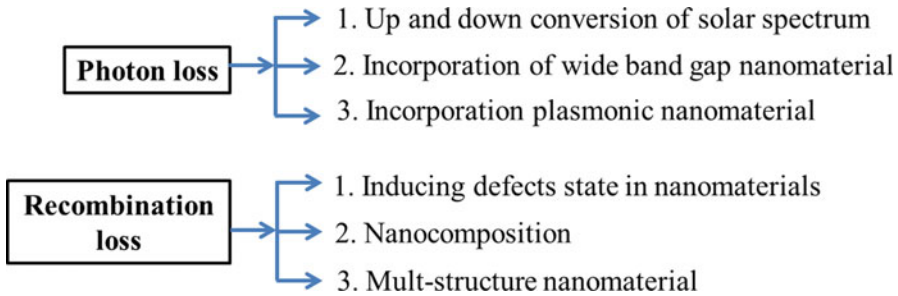 Photon loss
1. Up and down conversion of solar spectrum
2. Incorporation of wide band gap nanomaterial
3. Incorporation plasmonic nanomaterial
Recombination
loss
1. Inducing defects state in nanomaterials
2. Nanocomposition
3. Mult-structure nanomaterial